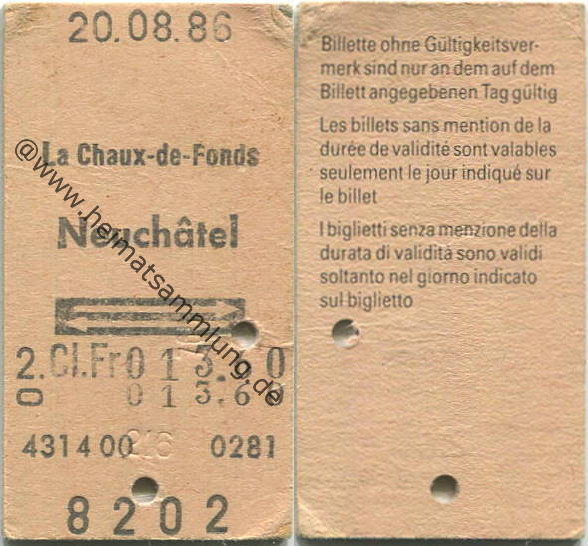 20.08.86
La Chaux-de-Fonds
Neuchâtel
2.Cl.Fr 013.60
0 013.60
431400 0281
8202
@www.heimatsammlung.de
Billette ohne Gültigkeitsver-
merk sind nur an dem auf dem
Billett angegebenen Tag gültig
Les billets sans mention de la
durée de validité sont valables
seulement le jour indiqué sur
le billet
I biglietti senza menzione della
durata di validità sono validi
soltanto nel giorno indicato
sul biglietto